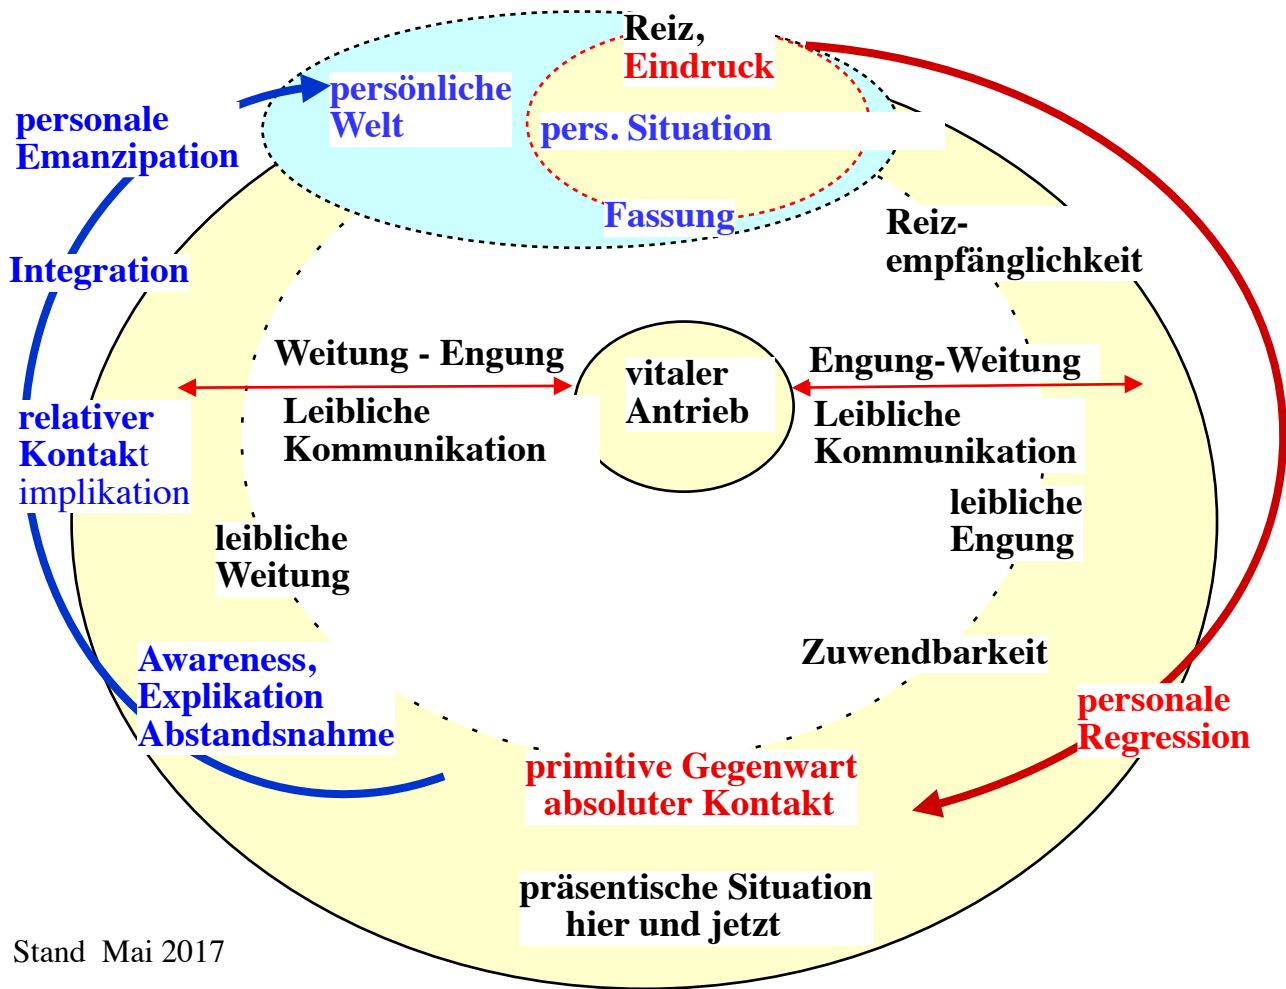 Reiz,
Eindruck
persönliche
Welt
pers. Situation
Fassung
personale
Emanzipation
Integration
Reiz-
empfänglichkeit
Weitung - Engung
Leibliche
Kommunikation
vitaler
Antrieb
Engung-Weitung
Leibliche
Kommunikation
relativer
Kontakt
implikation
leibliche
Weitung
leibliche
Engung
Awareness,
Explikation
Abstandsnahme
Zuwendbarkeit
personale
Regression
primitive Gegenwart
absoluter Kontakt
präsentische Situation
hier und jetzt
Stand Mai 2017